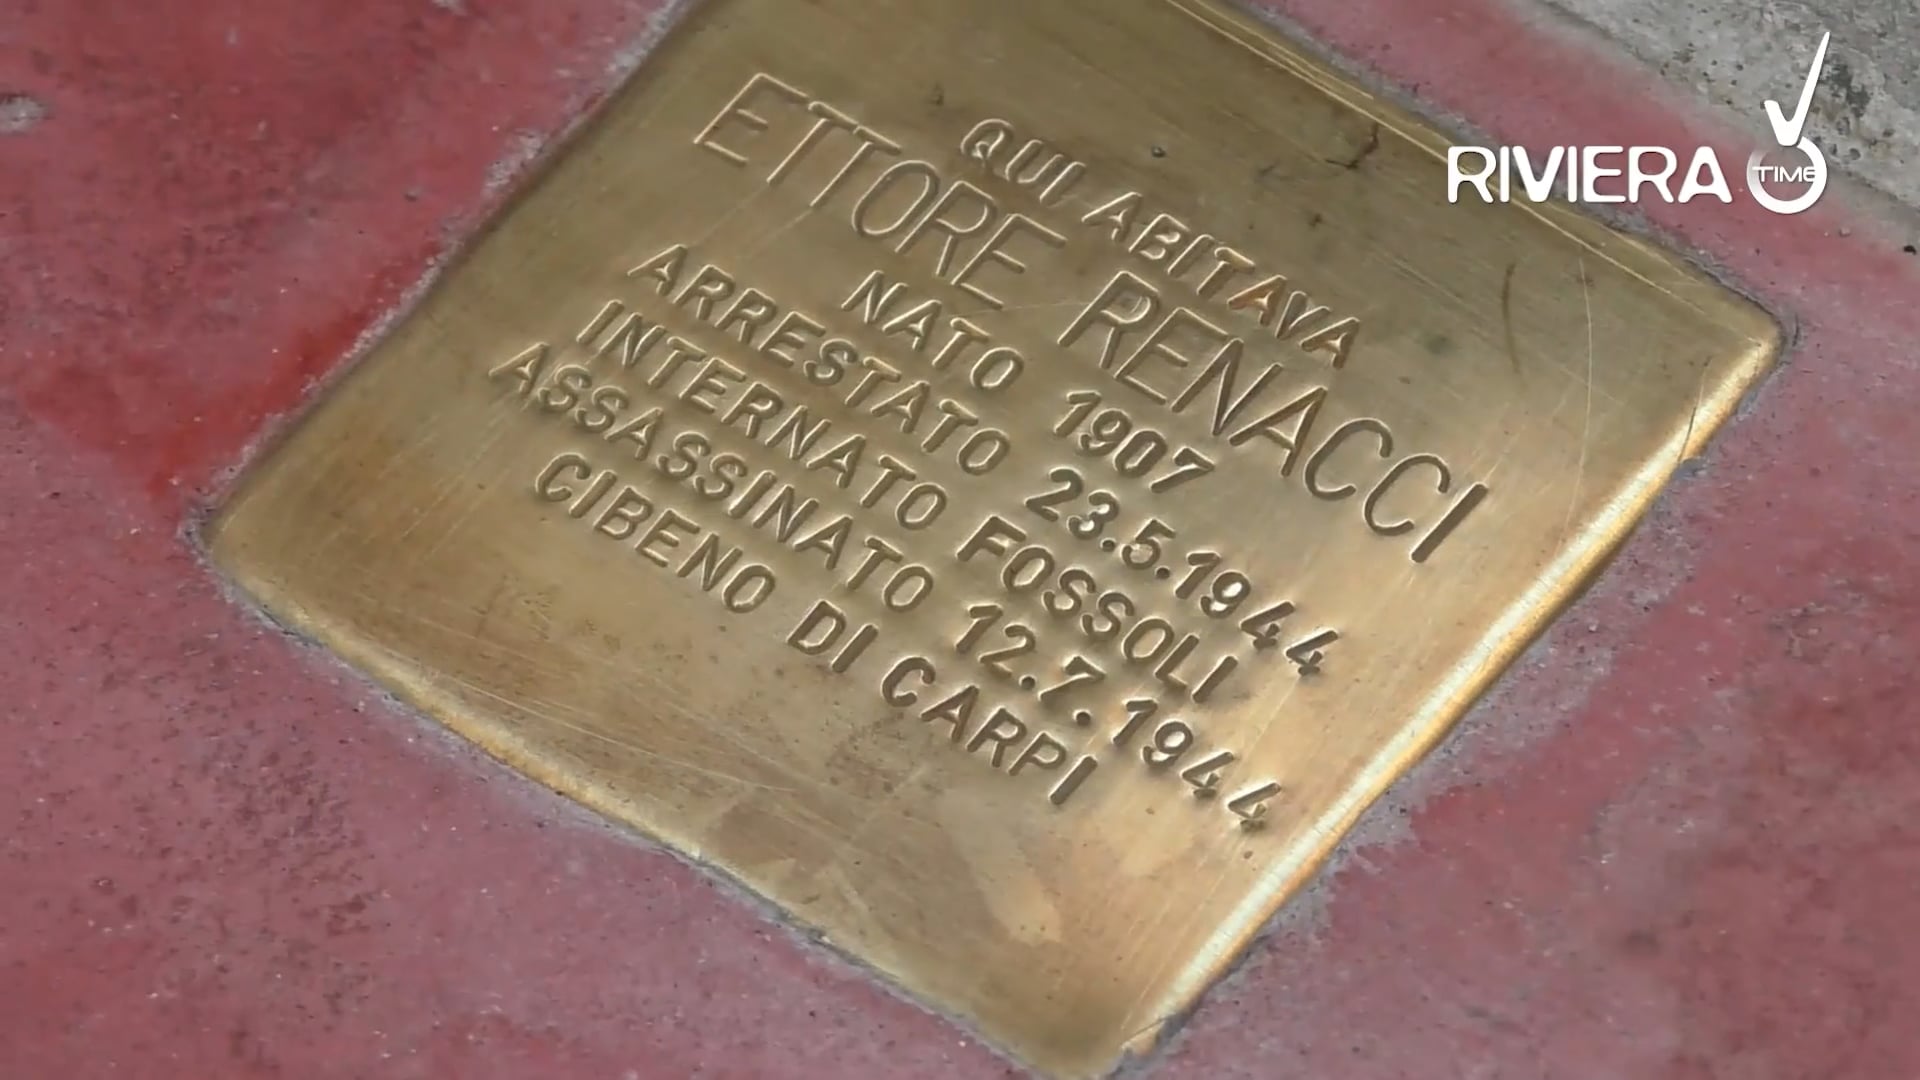 QUI ABITAVA
ETTORE RENACCI
NATO 1907
ARRESTATO 23.5.1944
INTERNATO FOSSOLI
ASSASSINATO 12.7.1944
CIBENO DI CARPI
RIVIERA TIME